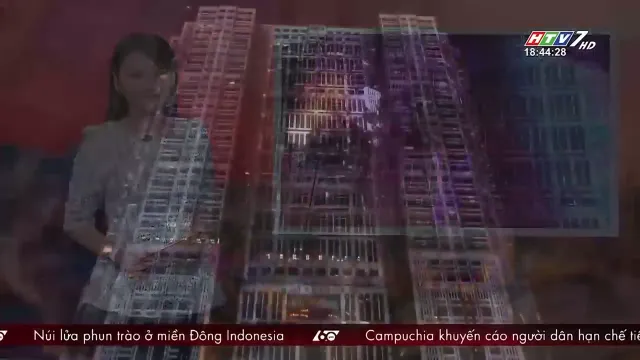 HTV7 HD
18:44:28
Núi lửa phun trào ở miền Đông Indonesia
60
Campuchia khuyến cáo người dân hạn chế tiế